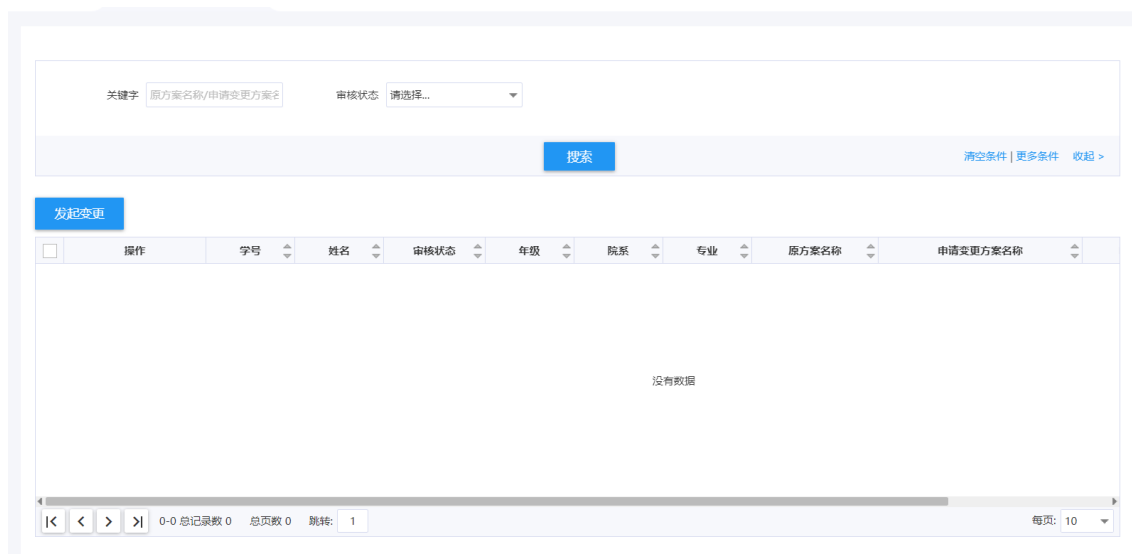 关键字 原方案名称/申请变更方案名 审核状态 请选择...
搜索 清空条件 | 更多条件 收起 >
发起变更
操作 学号 姓名 审核状态 年级 院系 专业 原方案名称 申请变更方案名称
没有数据
0-0 总记录数 0 总页数 0 跳转: 1 每页: 10